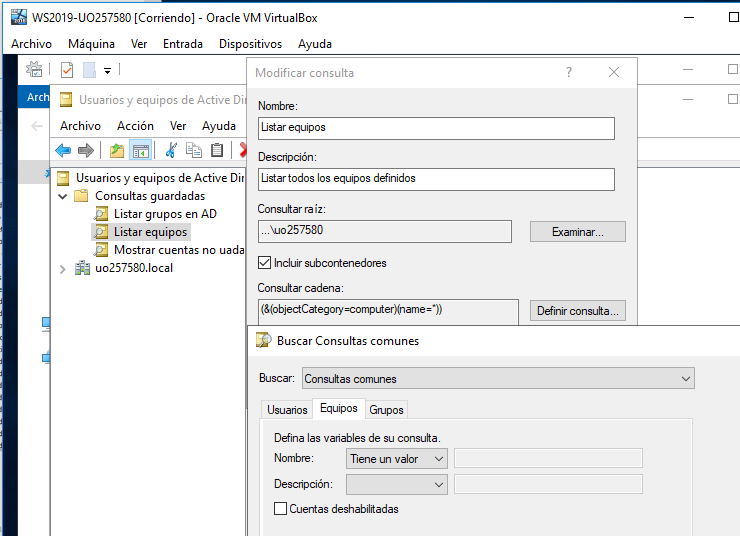 WS2019-UO257580 [Corriendo] - Oracle VM VirtualBox
Archivo Máquina Ver Entrada Dispositivos Ayuda
Modificar consulta
Arch
Usuarios y equipos de Active Dir
Archivo Acción Ver Ayuda
Nombre:
Listar equipos
Descripción:
Listar todos los equipos definidos
Usuarios y equipos de Active Dir
Consultas guardadas
Listar grupos en AD
Listar equipos
Mostrar cuentas no uada
uo257580.local
Consultar raíz:
...\uo257580
Examinar...
Incluir subcontenedores
Consultar cadena:
(&(objectCategory=computer)(name=*))
Definir consulta...
Buscar Consultas comunes
Buscar: Consultas comunes
Usuarios Equipos Grupos
Defina las variables de su consulta.
Nombre: Tiene un valor
Descripción:
Cuentas deshabilitadas